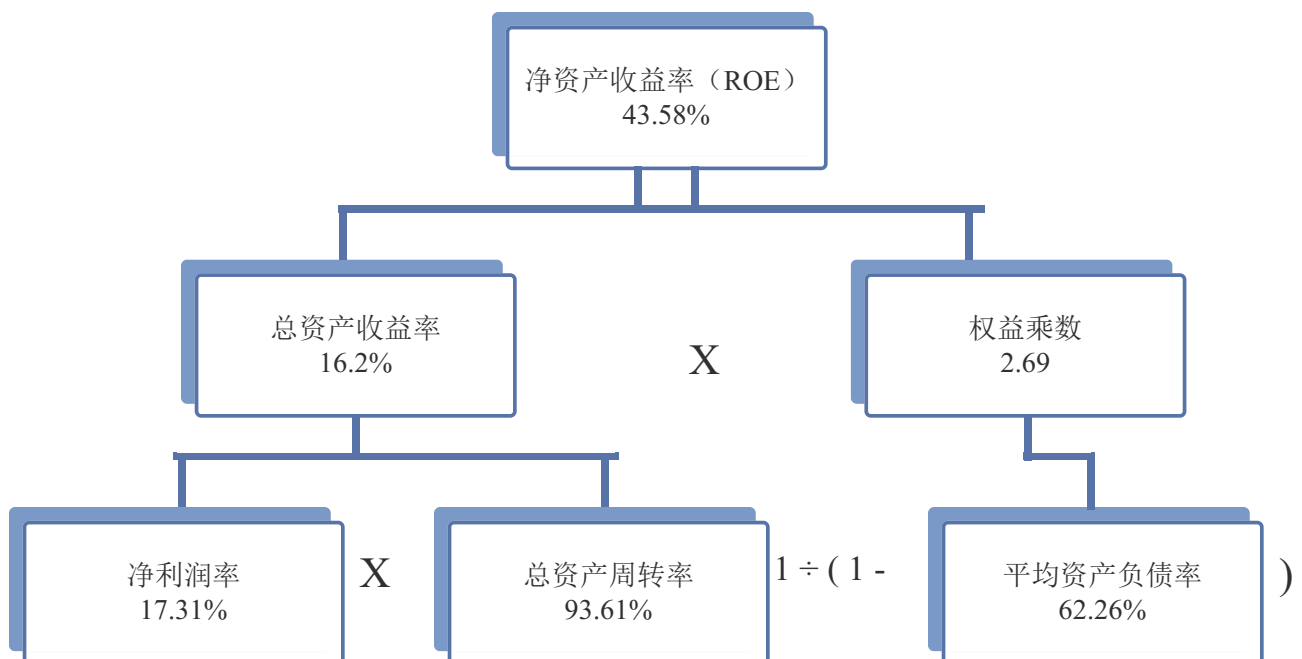 净资产收益率（ROE）
43.58%
总资产收益率
16.2%
X
权益乘数
2.69
净利润率
17.31%
X
总资产周转率
93.61%
1 ÷ ( 1 -
平均资产负债率
62.26%
)